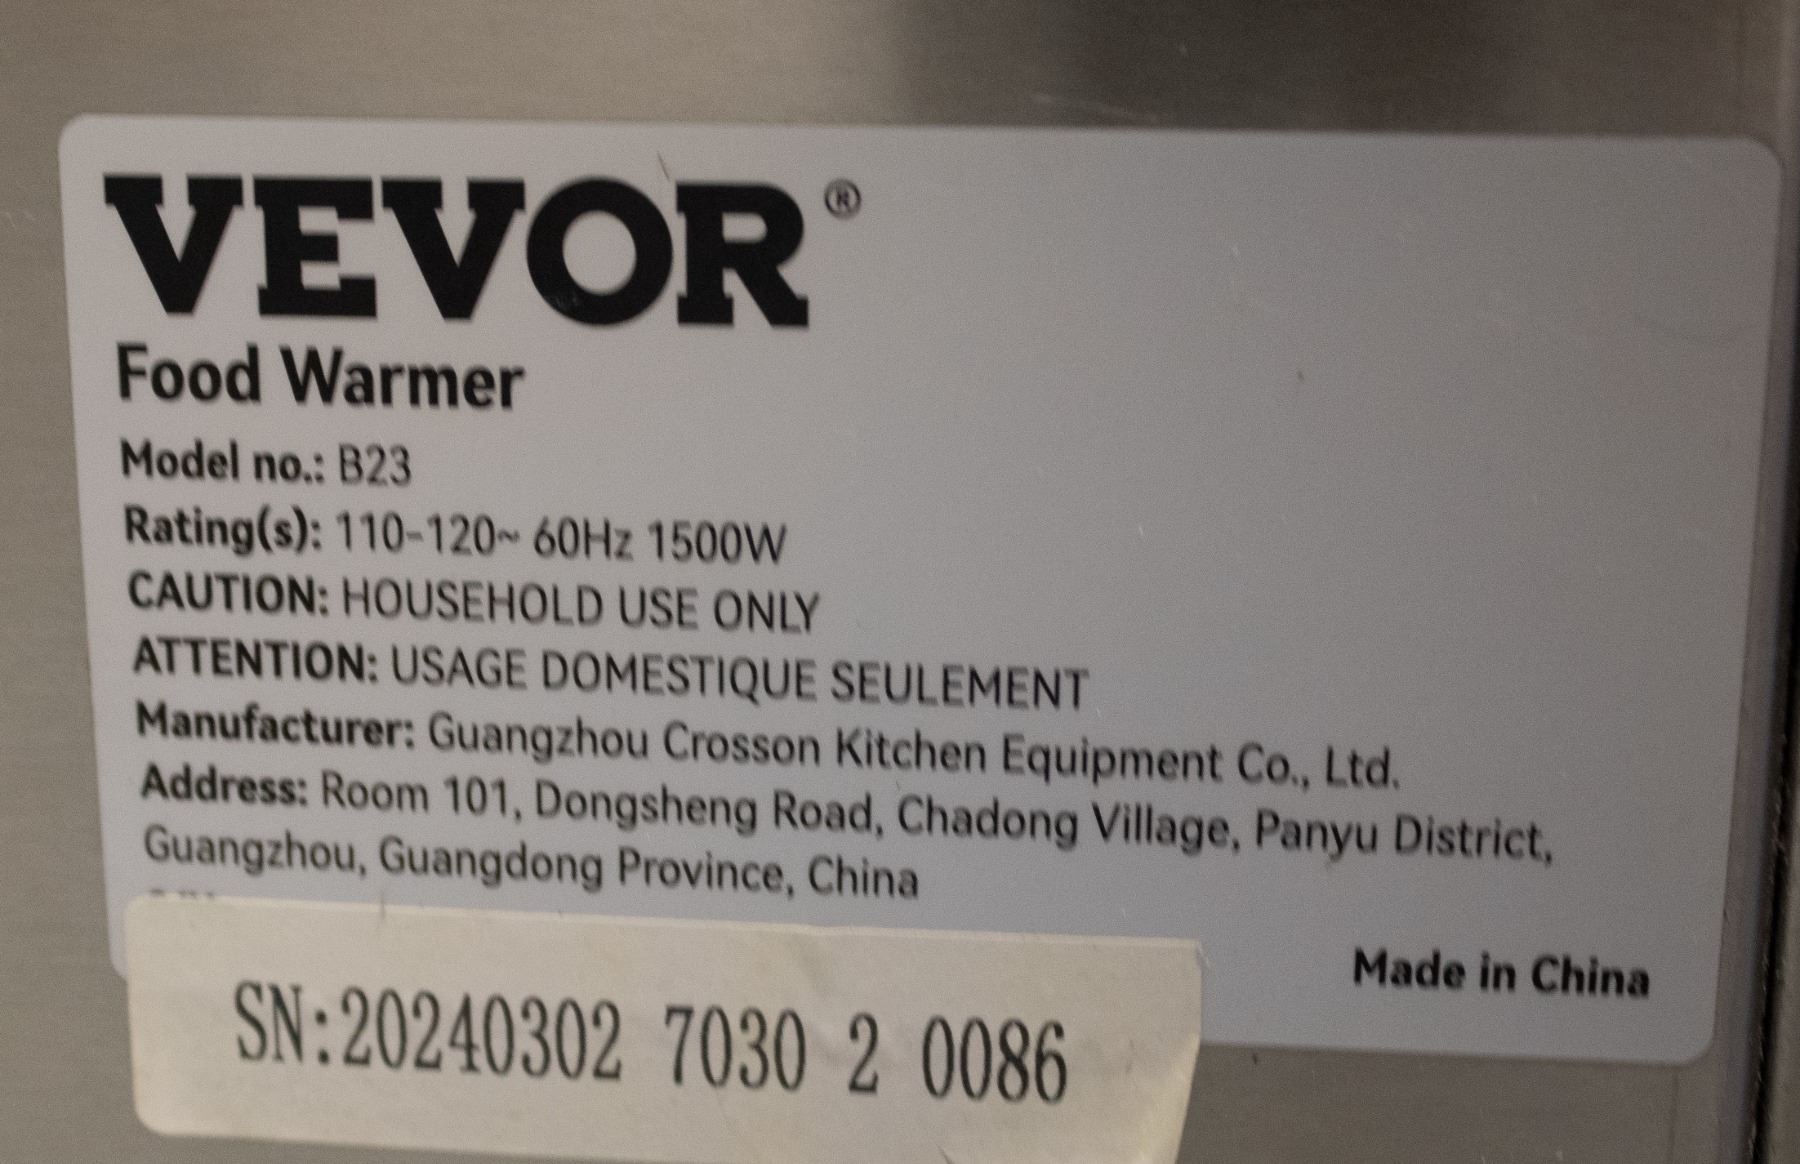 VEVOR®
Food Warmer
Model no.: B23
Rating(s): 110-120~ 60Hz 1500W
CAUTION: HOUSEHOLD USE ONLY
ATTENTION: USAGE DOMESTIQUE SEULEMENT
Manufacturer: Guangzhou Crosson Kitchen Equipment Co., Ltd.
Address: Room 101, Dongsheng Road, Chadong Village, Panyu District,
Guangzhou, Guangdong Province, China
Made in China
SN:20240302 7030 2 0086